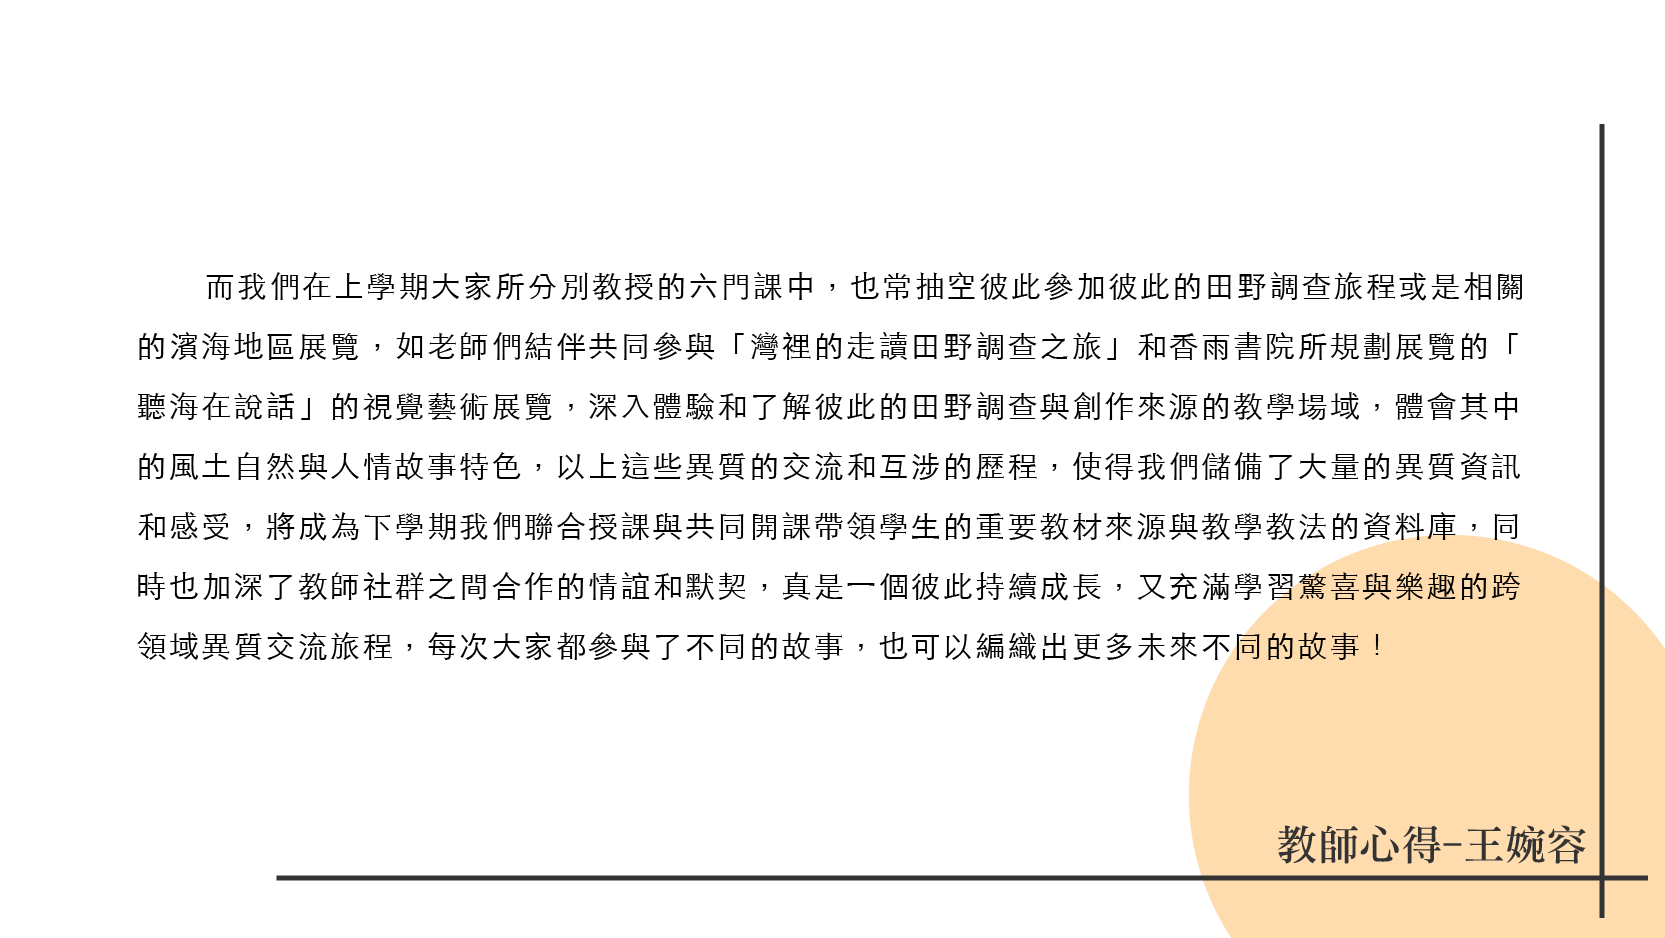 而我們在上學期大家所分別教授的六門課中，也常抽空彼此參加彼此的田野調查旅程或是相關
的濱海地區展覽，如老師們結伴共同參與「灣裡的走讀田野調查之旅」和香雨書院所規劃展覽的「
聽海在說話」的視覺藝術展覽，深入體驗和了解彼此的田野調查與創作來源的教學場域，體會其中
的風土自然與人情故事特色，以上這些異質的交流和互涉的歷程，使得我們儲備了大量的異質資訊
和感受，將成為下學期我們聯合授課與共同開課帶領學生的重要教材來源與教學教法的資料庫，同
時也加深了教師社群之間合作的情誼和默契，真是一個彼此持續成長，又充滿學習驚喜與樂趣的跨
領域異質交流旅程，每次大家都參與了不同的故事，也可以編織出更多未來不同的故事！
教師心得-王婉容